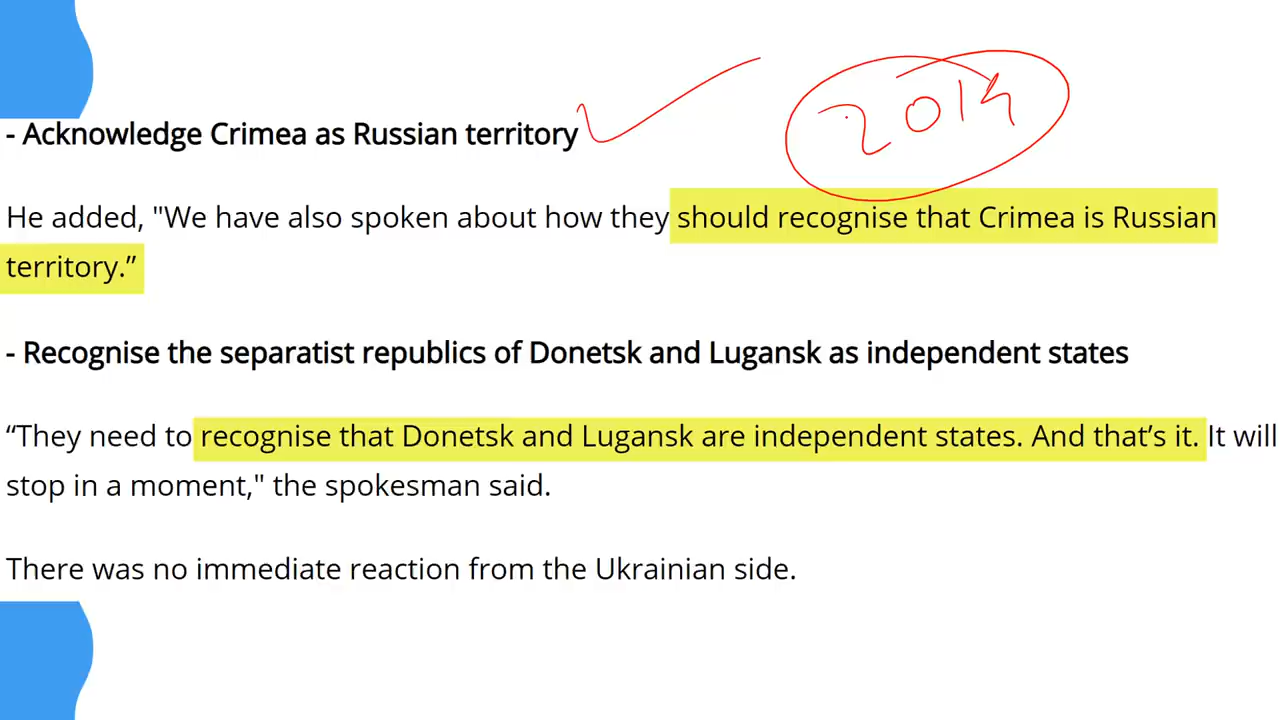 2014
- Acknowledge Crimea as Russian territory
He added, "We have also spoken about how they should recognise that Crimea is Russian
territory.”
- Recognise the separatist republics of Donetsk and Lugansk as independent states
“They need to recognise that Donetsk and Lugansk are independent states. And that’s it. It will
stop in a moment," the spokesman said.
There was no immediate reaction from the Ukrainian side.